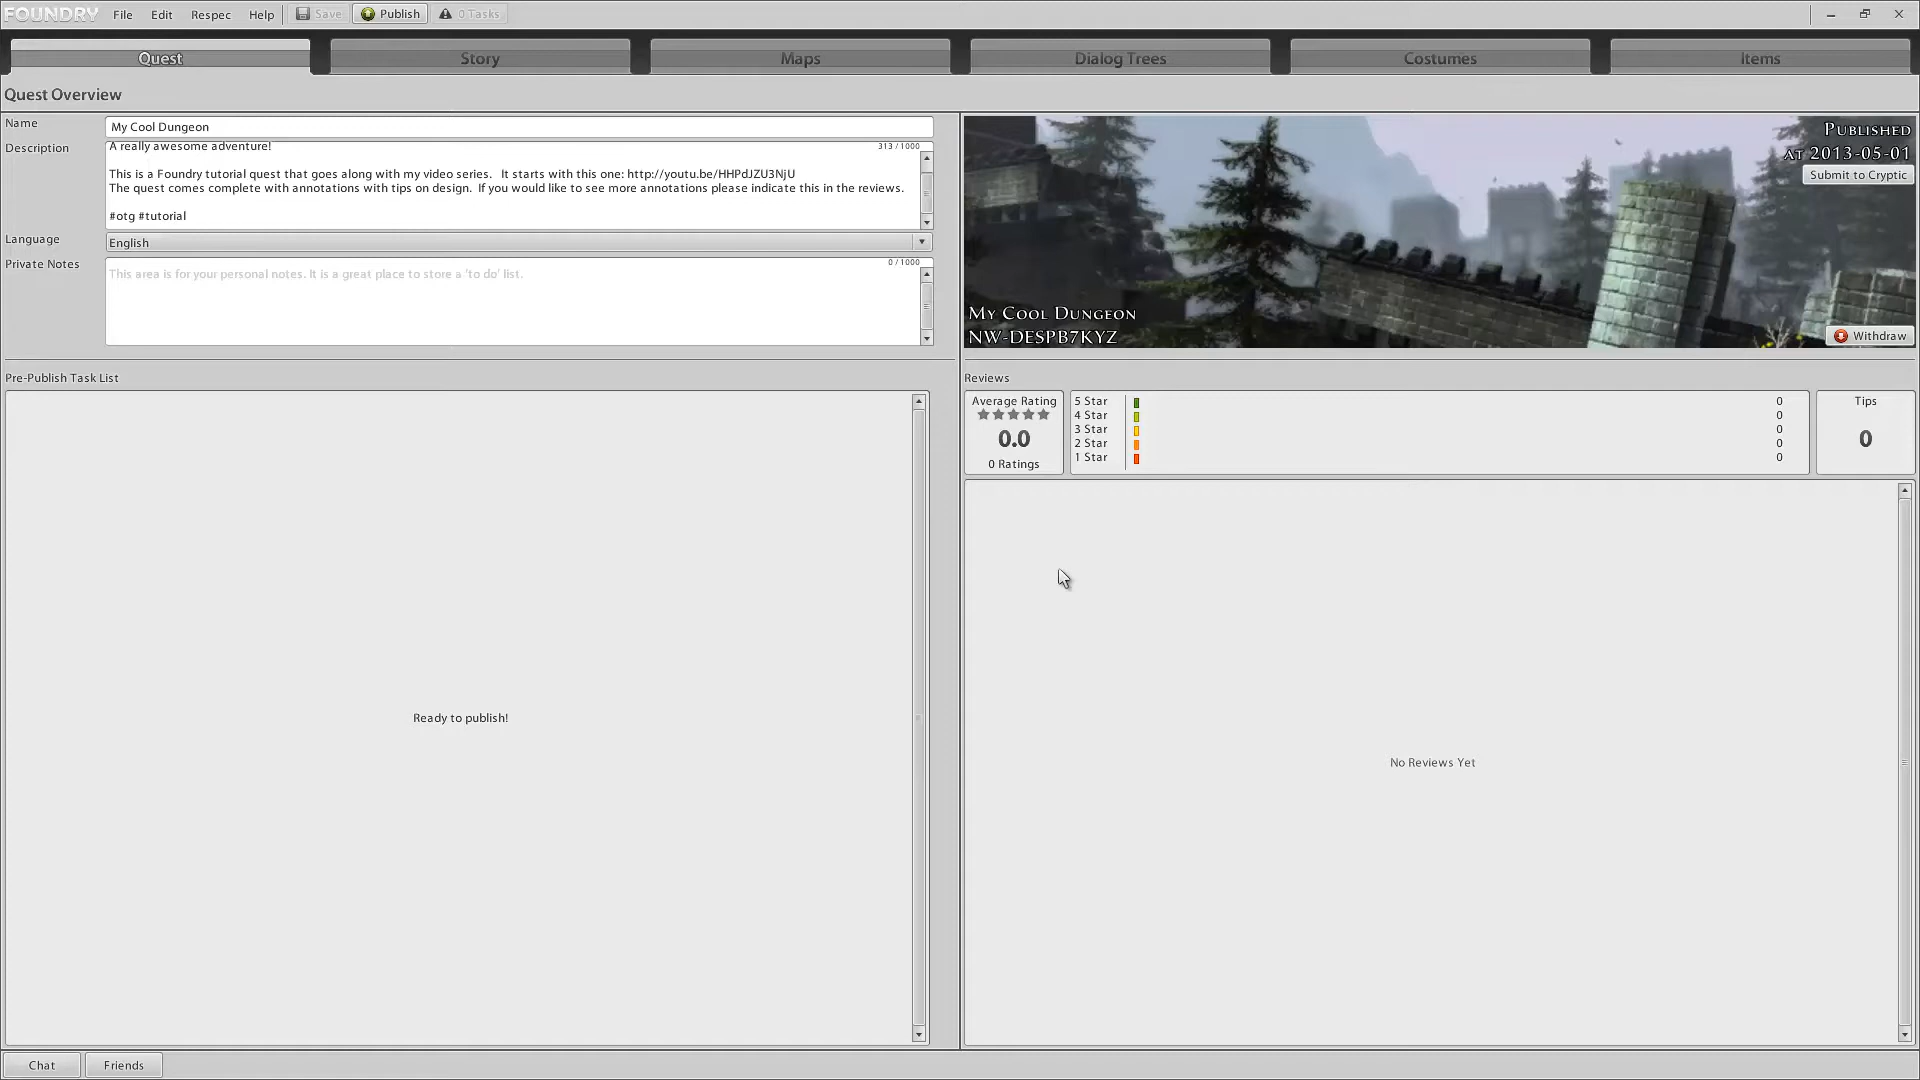 FOUNDRY File Edit Respec Help Save Publish 0 Tasks
Quest Story Maps Dialog Trees Costumes Items
Quest Overview
Name My Cool Dungeon
Description A really awesome adventure! 313 / 1000
This is a Foundry tutorial quest that goes along with my video series. It starts with this one: http://youtu.be/HHPdJZU3NjU
The quest comes complete with annotations with tips on design. If you would like to see more annotations please indicate this in the reviews.
#otg #tutorial
Language English
Private Notes 0 / 1000
This area is for your personal notes. It is a great place to store a 'to do' list.
Published
at 2013-05-01
Submit to Cryptic
My Cool Dungeon
NW-DESPB7KYZ
Withdraw
Pre-Publish Task List
Ready to publish!
Reviews
Average Rating
0.0
0 Ratings
5 Star 0
4 Star 0
3 Star 0
2 Star 0
1 Star 0
Tips
0
No Reviews Yet
Chat Friends